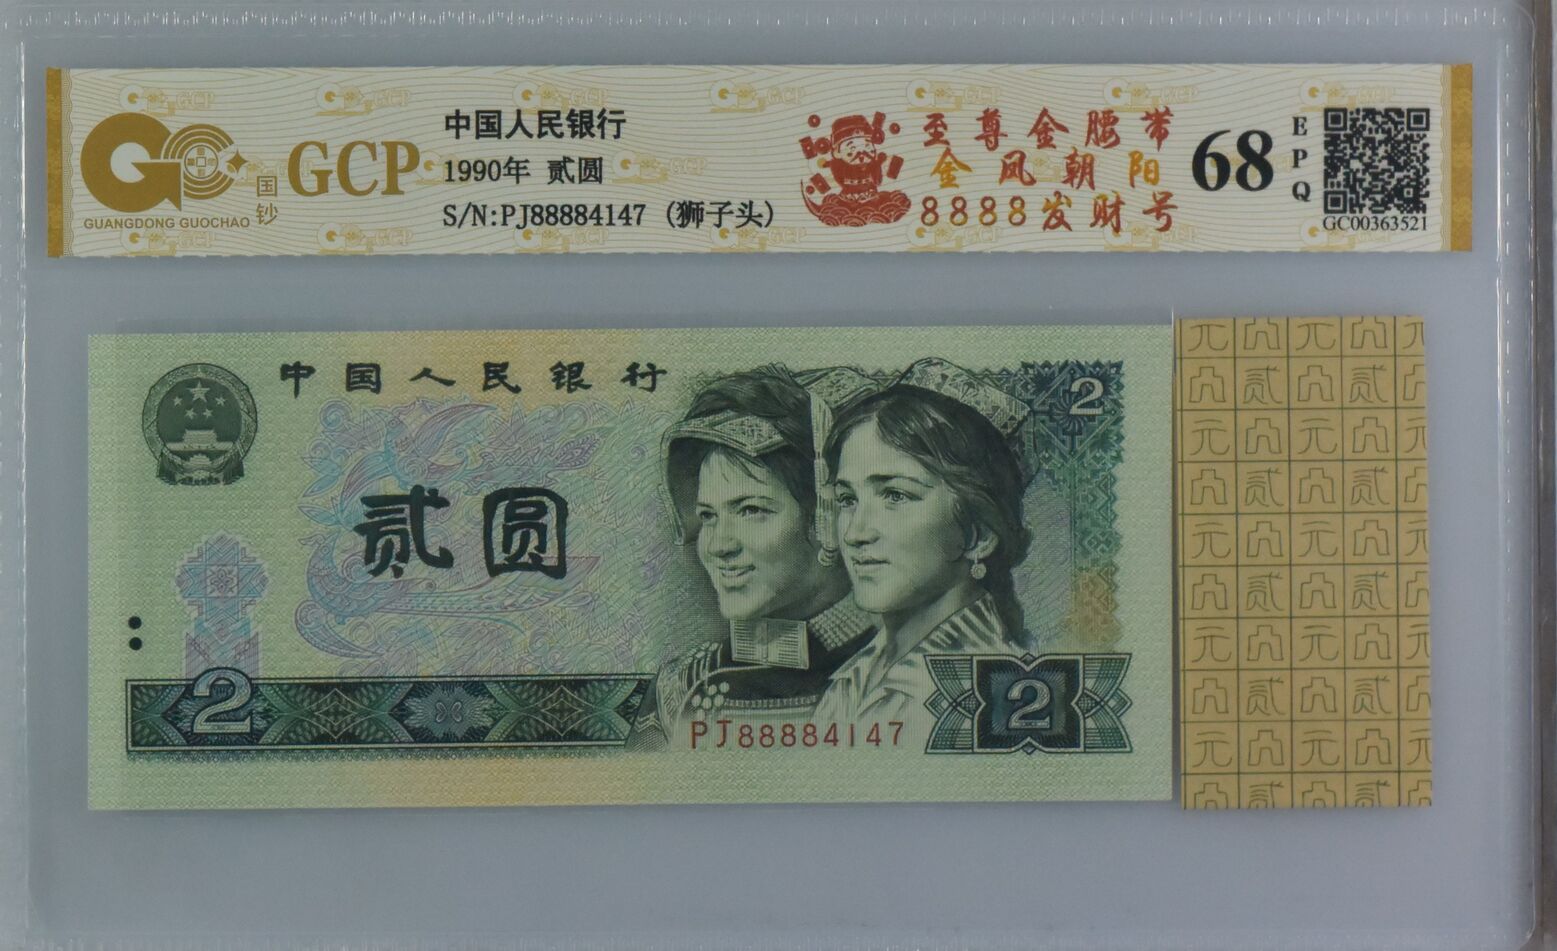 GCP
国钞
GUANGDONG GUOCHAO
中国人民银行
1990年 贰圆
S/N:PJ88884147 (狮子头)
至尊金腰带
金凤朝阳
8888发财号
68
EPQ
GC00363521
中国人民银行
2
贰圆
2
PJ88884147
2